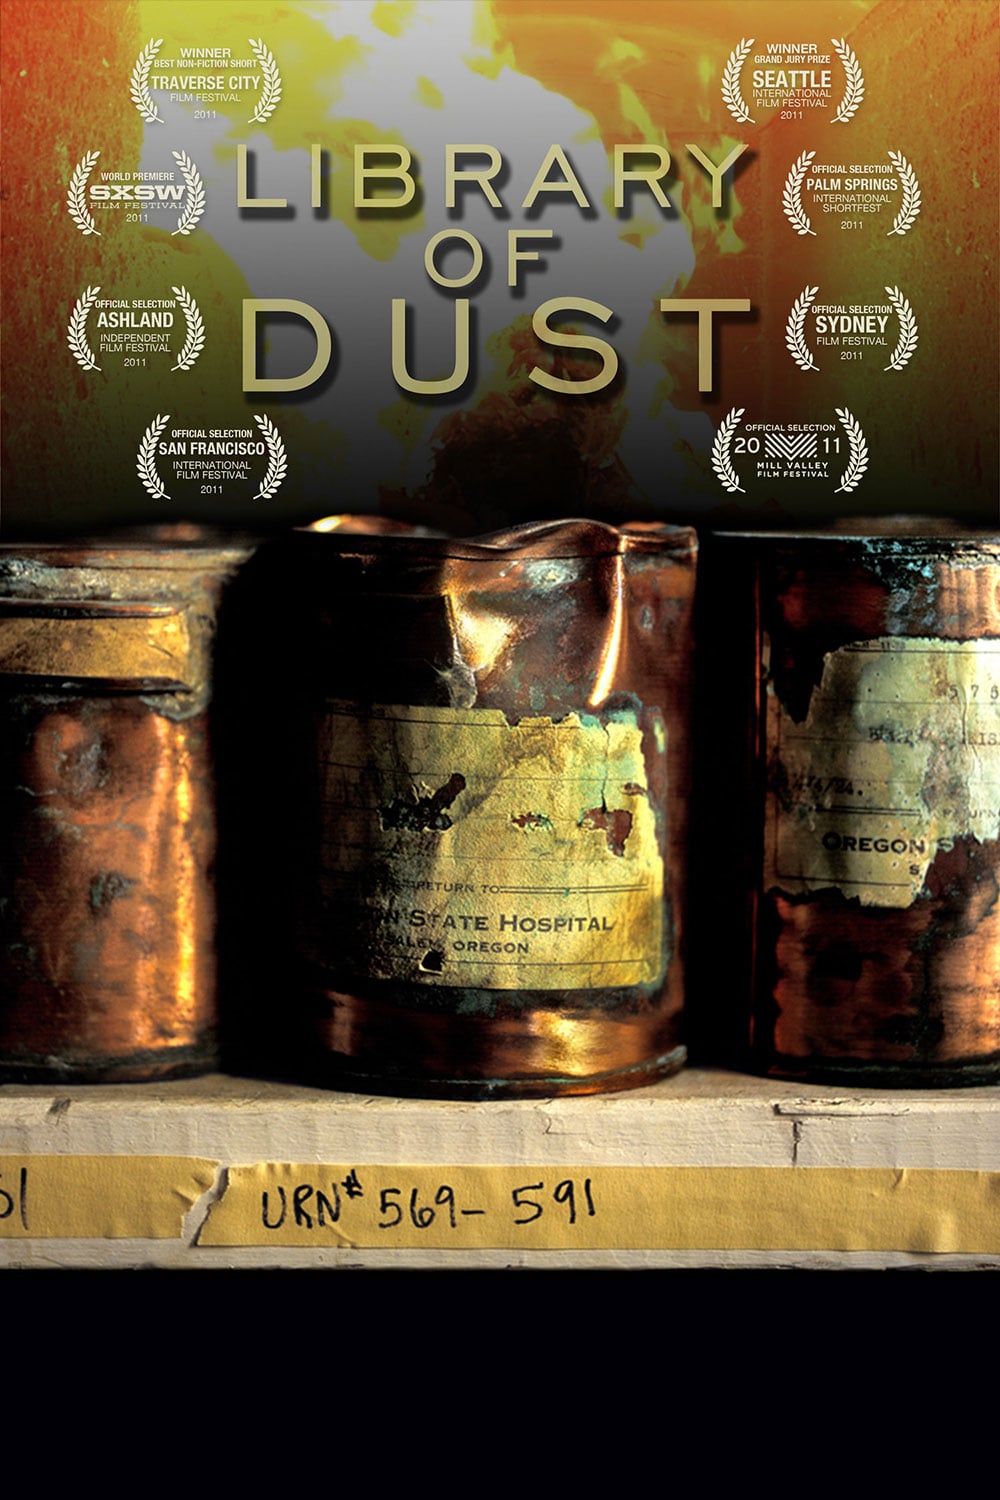 WINNER
BEST NON-FICTION SHORT
TRAVERSE CITY
FILM FESTIVAL
2011
WINNER
GRAND JURY PRIZE
SEATTLE
INTERNATIONAL
FILM FESTIVAL
2011
WORLD PREMIERE
SXSW
FILM FESTIVAL
2011
OFFICIAL SELECTION
PALM SPRINGS
INTERNATIONAL
SHORTFEST
2011
LIBRARY
OF
DUST
OFFICIAL SELECTION
ASHLAND
INDEPENDENT
FILM FESTIVAL
2011
OFFICIAL SELECTION
SYDNEY
FILM FESTIVAL
2011
OFFICIAL SELECTION
SAN FRANCISCO
INTERNATIONAL
FILM FESTIVAL
2011
OFFICIAL SELECTION
2011
MILL VALLEY
FILM FESTIVAL
RETURN TO
STATE HOSPITAL
SALEM, OREGON
575
OREGON S
URN# 569-591